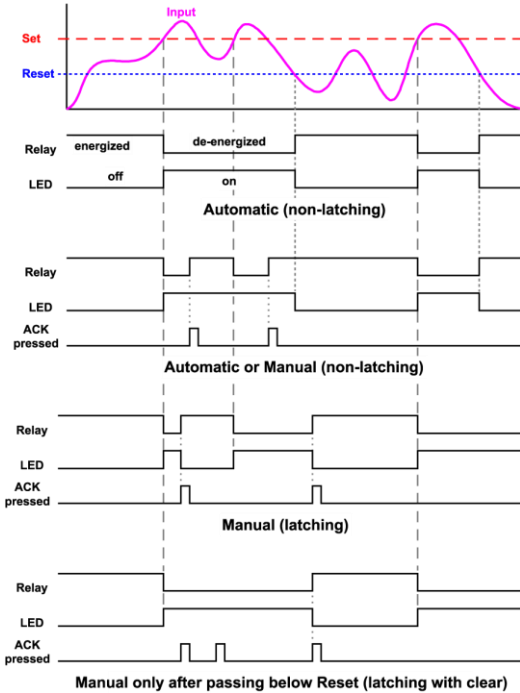 Input
Set
Reset
energized
de-energized
Relay
off
on
LED
Automatic (non-latching)
Relay
LED
ACK
pressed
Automatic or Manual (non-latching)
Relay
LED
ACK
pressed
Manual (latching)
Relay
LED
ACK
pressed
Manual only after passing below Reset (latching with clear)